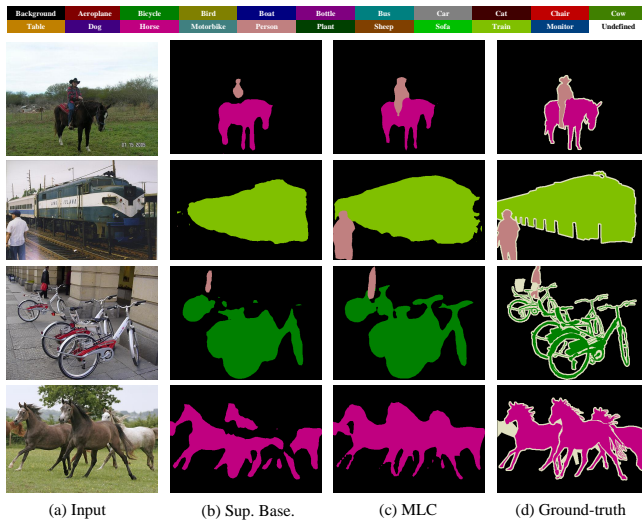 Background Aeroplane Bicycle Bird Boat Bottle Bus Car Cat Chair Cow
Table Dog Horse Motorbike Person Plant Sheep Sofa Train Monitor Undefined
(a) Input (b) Sup. Base. (c) MLC (d) Ground-truth